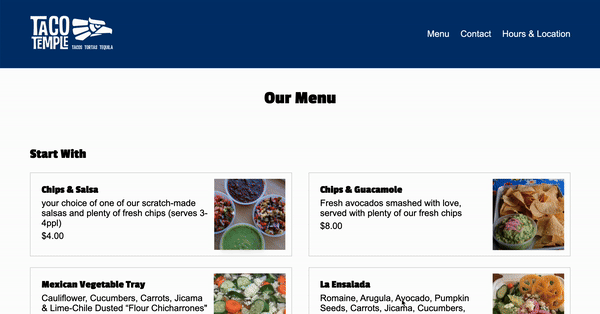 TACO
TEMPLE
TACOS TORTAS TEQUILA
Menu Contact Hours & Location
Our Menu
Start With
Chips & Salsa
your choice of one of our scratch-made
salsas and plenty of fresh chips (serves 3-
4ppl)
$4.00
Chips & Guacamole
Fresh avocados smashed with love,
served with plenty of our fresh chips
$8.00
Mexican Vegetable Tray
Cauliflower, Cucumbers, Carrots, Jicama
& Lime-Chile Dusted "Flour Chicharrones"
La Ensalada
Romaine, Arugula, Avocado, Pumpkin
Seeds, Carrots, Jicama, Cucumbers,